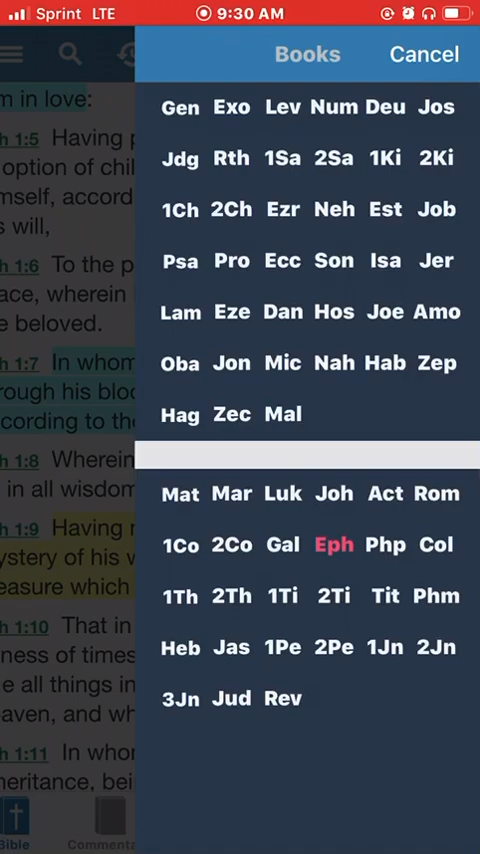 Sprint LTE 9:30 AM
Books Cancel
Gen Exo Lev Num Deu Jos
Jdg Rth 1Sa 2Sa 1Ki 2Ki
1Ch 2Ch Ezr Neh Est Job
Psa Pro Ecc Son Isa Jer
Lam Eze Dan Hos Joe Amo
Oba Jon Mic Nah Hab Zep
Hag Zec Mal
Mat Mar Luk Joh Act Rom
1Co 2Co Gal Eph Php Col
1Th 2Th 1Ti 2Ti Tit Phm
Heb Jas 1Pe 2Pe 1Jn 2Jn
3Jn Jud Rev
m in love:
h 1:5 Having p
option of chil
mself, accord
s will,
h 1:6 To the p
ace, wherein
e beloved.
h 1:7 In whom
rough his bloo
cording to the
h 1:8 Wherein
in all wisdom
h 1:9 Having m
ystery of his w
easure which
h 1:10 That in
ness of times
e all things in
aven, and wh
h 1:11 In whom
heritance, bei
Bible Commenta